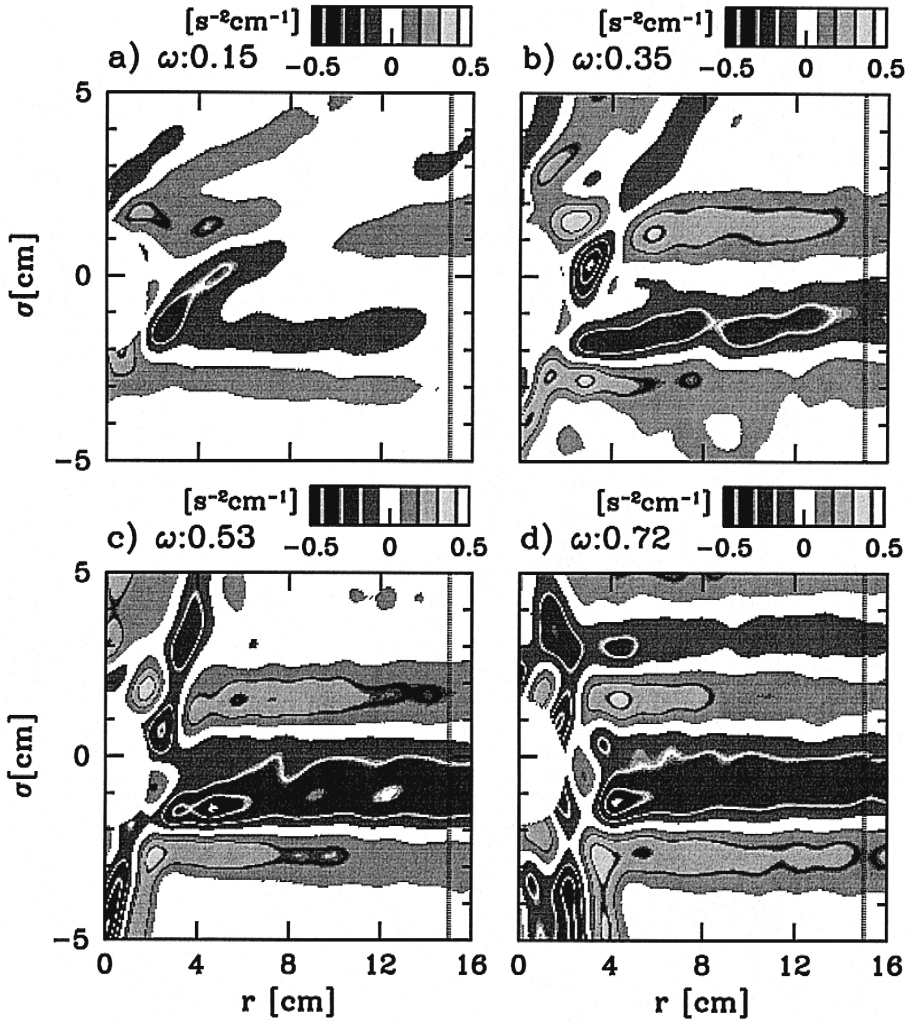 [s⁻²cm⁻¹] [s⁻²cm⁻¹]
a) ω:0.15 −0.5 0 0.5 b) ω:0.35 −0.5 0 0.5
5
0
σ[cm]
−5
[s⁻²cm⁻¹] [s⁻²cm⁻¹]
c) ω:0.53 −0.5 0 0.5 d) ω:0.72 −0.5 0 0.5
5
0
σ[cm]
−5
0 4 8 12 16 0 4 8 12 16
r [cm] r [cm]